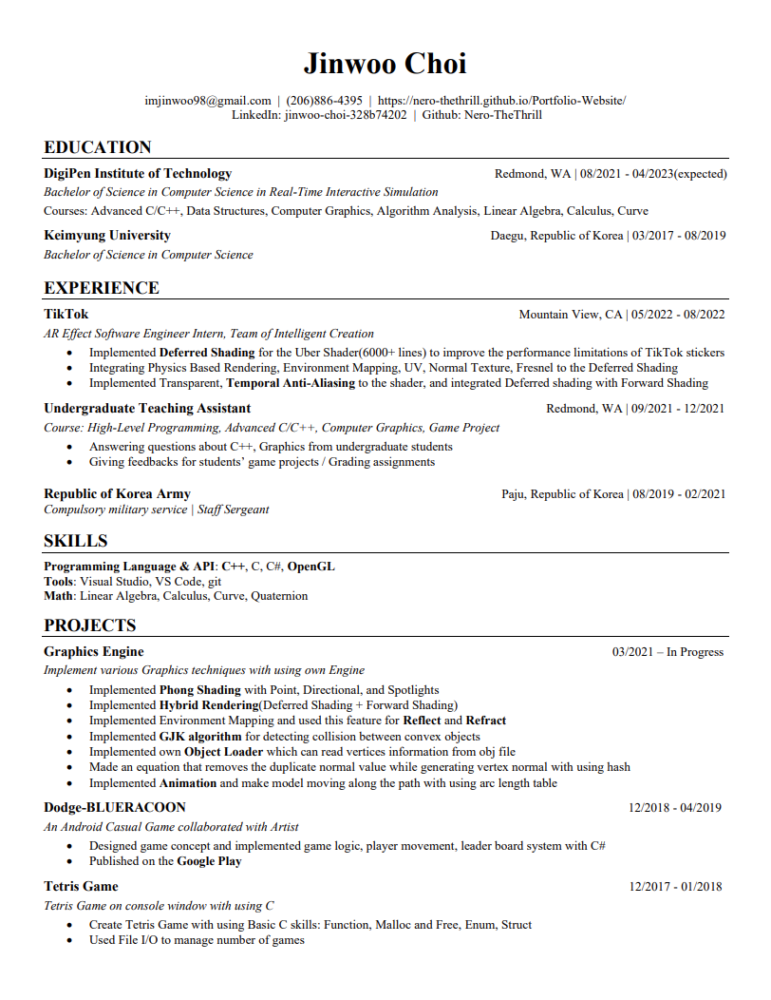 Jinwoo Choi
imjinwoo98@gmail.com | (206)886-4395 | https://nero-thethrill.github.io/Portfolio-Website/
LinkedIn: jinwoo-choi-328b74202 | Github: Nero-TheThrill
EDUCATION
DigiPen Institute of Technology Redmond, WA | 08/2021 - 04/2023(expected)
Bachelor of Science in Computer Science in Real-Time Interactive Simulation
Courses: Advanced C/C++, Data Structures, Computer Graphics, Algorithm Analysis, Linear Algebra, Calculus, Curve
Keimyung University Daegu, Republic of Korea | 03/2017 - 08/2019
Bachelor of Science in Computer Science
EXPERIENCE
TikTok Mountain View, CA | 05/2022 - 08/2022
AR Effect Software Engineer Intern, Team of Intelligent Creation
• Implemented Deferred Shading for the Uber Shader(6000+ lines) to improve the performance limitations of TikTok stickers
• Integrating Physics Based Rendering, Environment Mapping, UV, Normal Texture, Fresnel to the Deferred Shading
• Implemented Transparent, Temporal Anti-Aliasing to the shader, and integrated Deferred shading with Forward Shading
Undergraduate Teaching Assistant Redmond, WA | 09/2021 - 12/2021
Course: High-Level Programming, Advanced C/C++, Computer Graphics, Game Project
• Answering questions about C++, Graphics from undergraduate students
• Giving feedbacks for students’ game projects / Grading assignments
Republic of Korea Army Paju, Republic of Korea | 08/2019 - 02/2021
Compulsory military service | Staff Sergeant
SKILLS
Programming Language & API: C++, C, C#, OpenGL
Tools: Visual Studio, VS Code, git
Math: Linear Algebra, Calculus, Curve, Quaternion
PROJECTS
Graphics Engine 03/2021 – In Progress
Implement various Graphics techniques with using own Engine
• Implemented Phong Shading with Point, Directional, and Spotlights
• Implemented Hybrid Rendering(Deferred Shading + Forward Shading)
• Implemented Environment Mapping and used this feature for Reflect and Refract
• Implemented GJK algorithm for detecting collision between convex objects
• Implemented own Object Loader which can read vertices information from obj file
• Made an equation that removes the duplicate normal value while generating vertex normal with using hash
• Implemented Animation and make model moving along the path with using arc length table
Dodge-BLUERACOON 12/2018 - 04/2019
An Android Casual Game collaborated with Artist
• Designed game concept and implemented game logic, player movement, leader board system with C#
• Published on the Google Play
Tetris Game 12/2017 - 01/2018
Tetris Game on console window with using C
• Create Tetris Game with using Basic C skills: Function, Malloc and Free, Enum, Struct
• Used File I/O to manage number of games